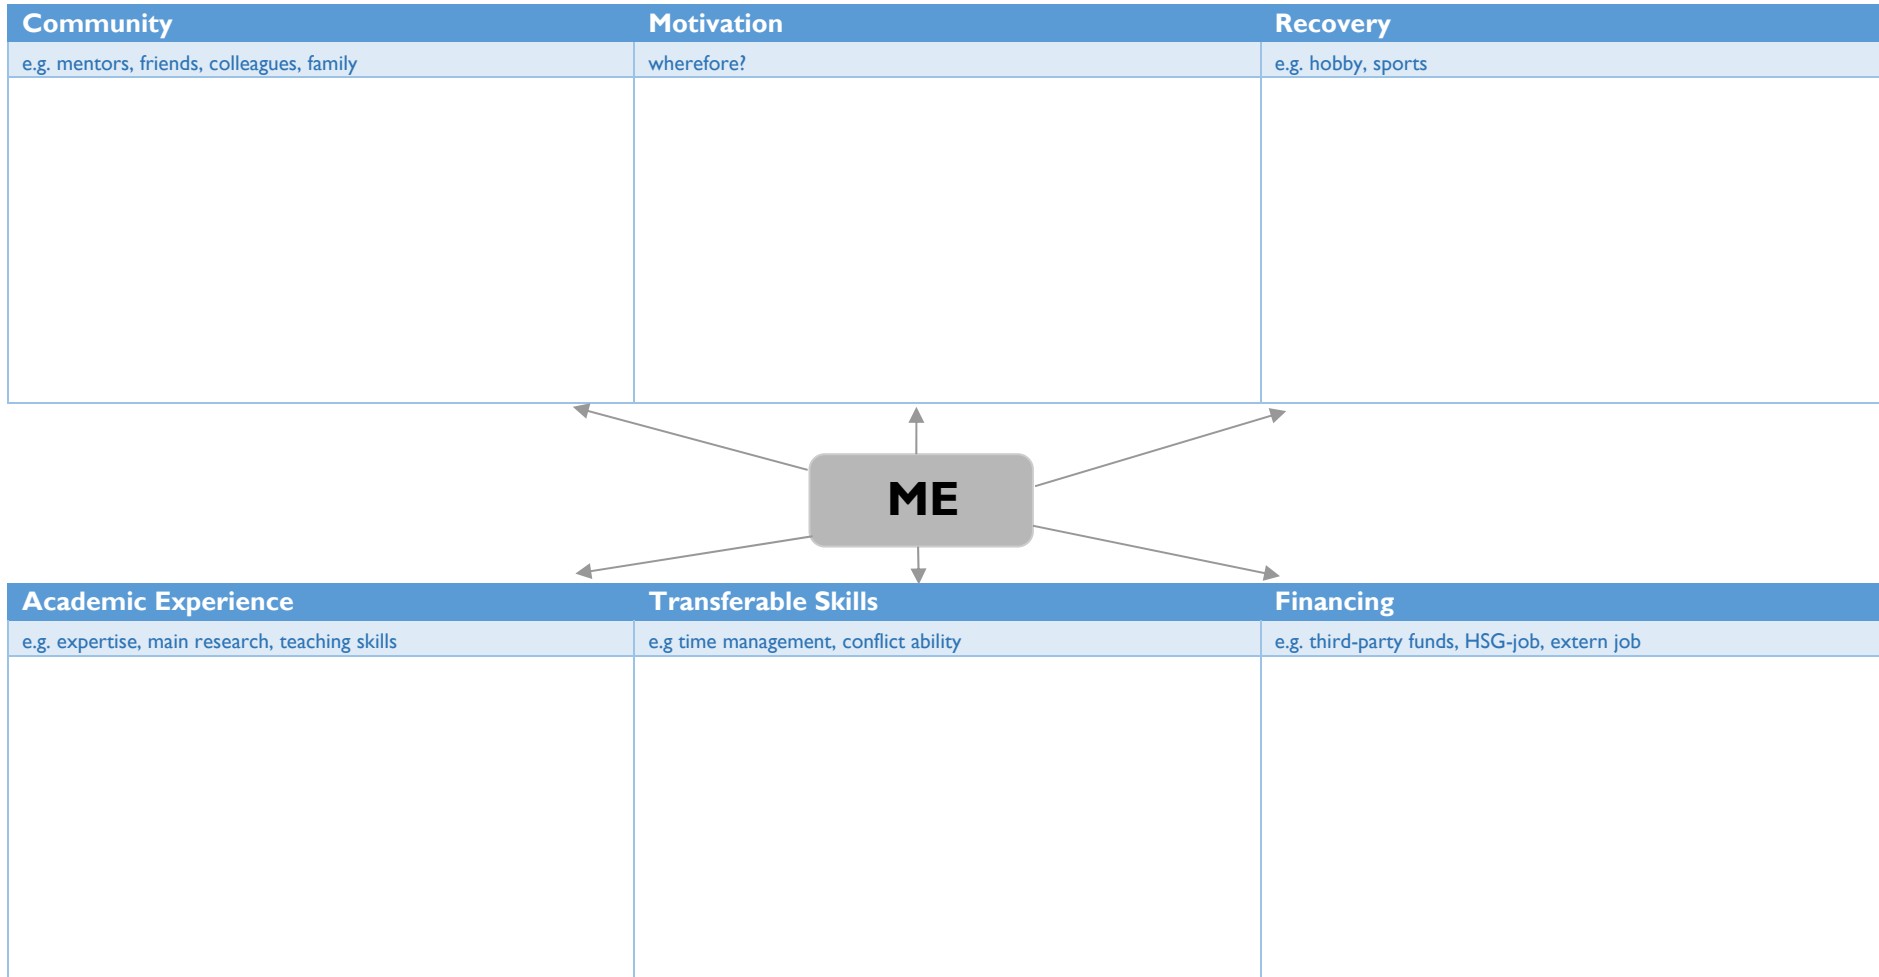 Community
Motivation
Recovery
e.g. mentors, friends, colleagues, family
wherefore?
e.g. hobby, sports
ME
Academic Experience
Transferable Skills
Financing
e.g. expertise, main research, teaching skills
e.g time management, conflict ability
e.g. third-party funds, HSG-job, extern job